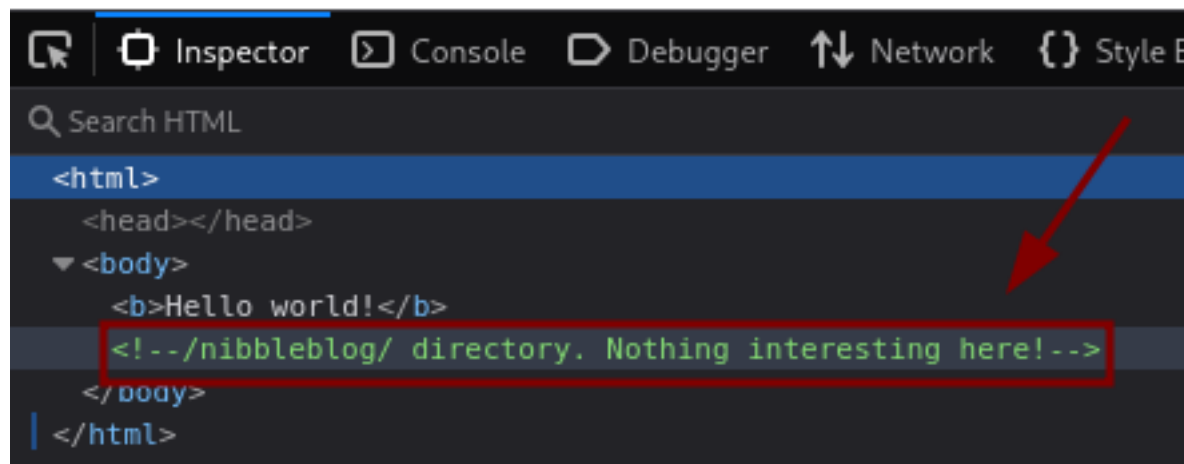 Inspector Console Debugger Network {} Style E
Search HTML
<html>
<head></head>
<body>
<b>Hello world!</b>
<!--/nibbleblog/ directory. Nothing interesting here!-->
</body>
</html>